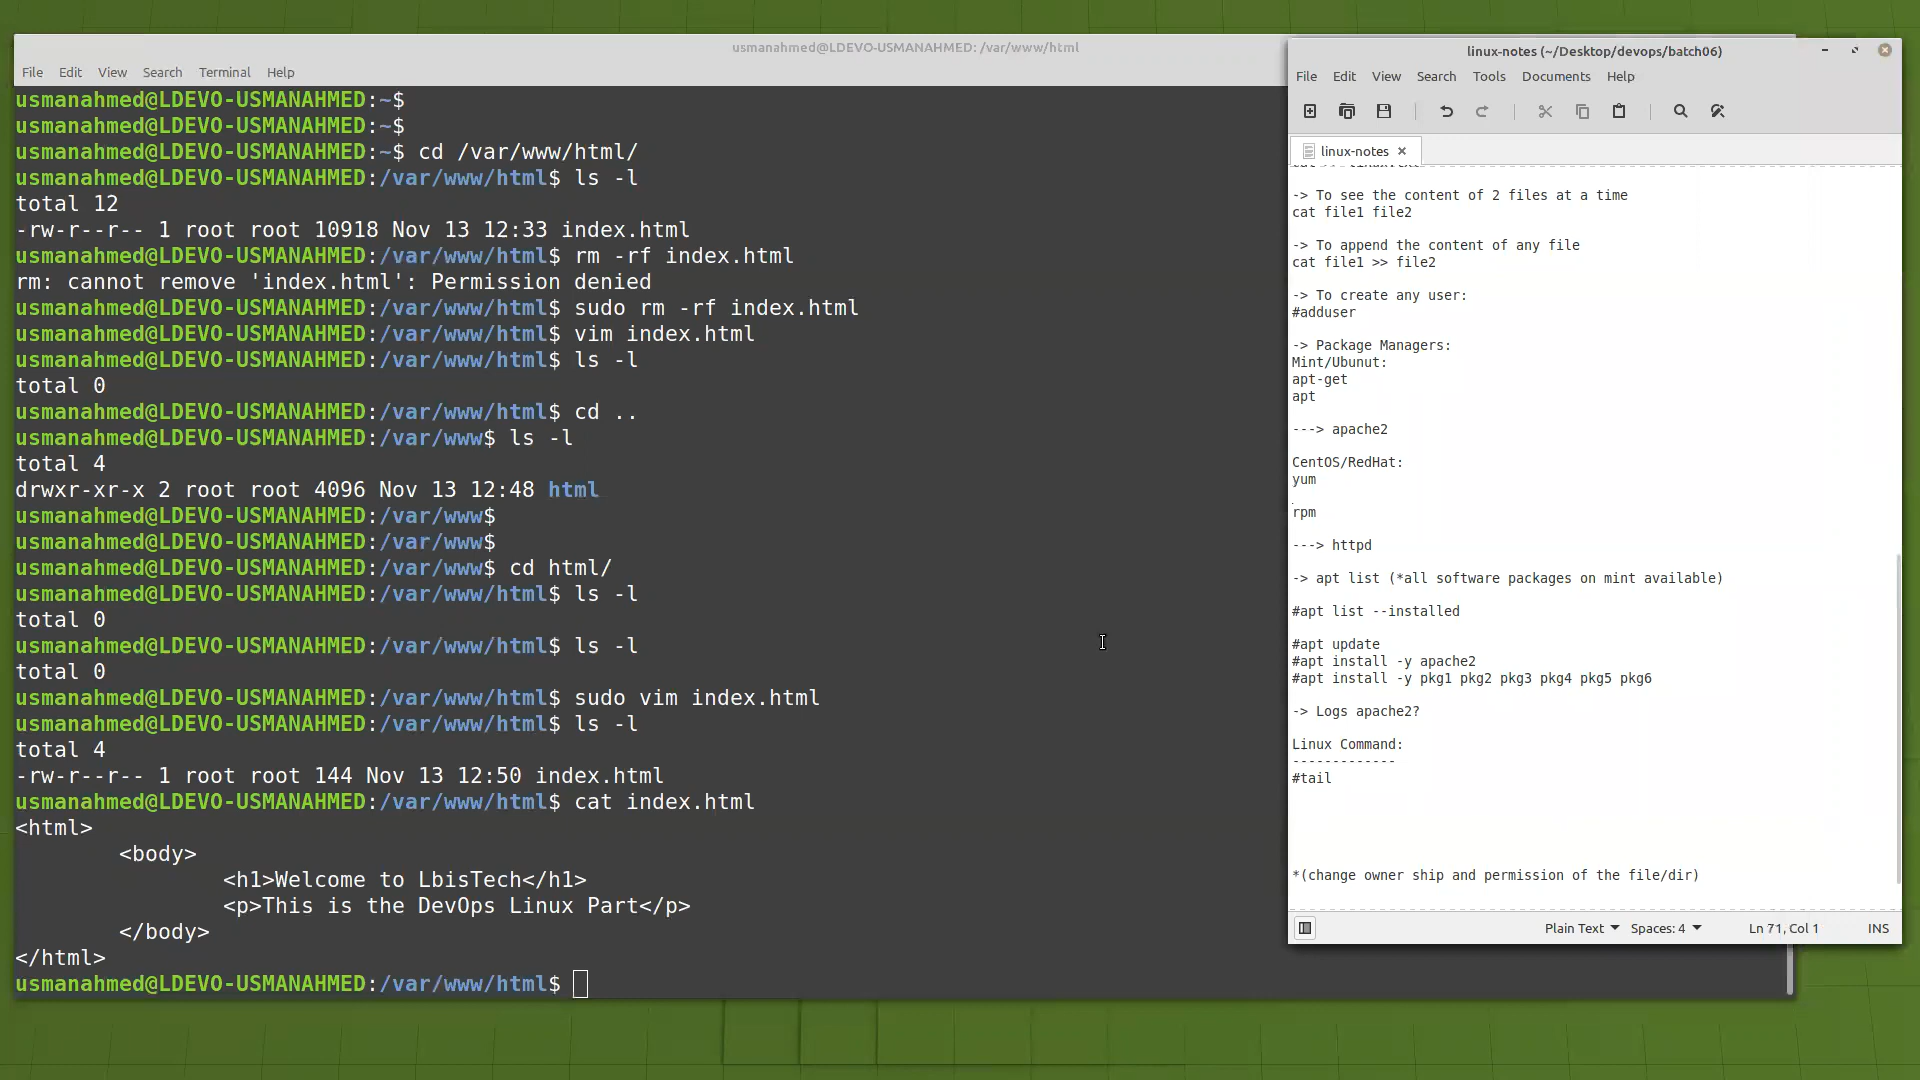 usmanahmed@LDEVO-USMANAHMED: /var/www/html
File Edit View Search Terminal Help
usmanahmed@LDEVO-USMANAHMED:~$
usmanahmed@LDEVO-USMANAHMED:~$
usmanahmed@LDEVO-USMANAHMED:~$ cd /var/www/html/
usmanahmed@LDEVO-USMANAHMED:/var/www/html$ ls -l
total 12
-rw-r--r-- 1 root root 10918 Nov 13 12:33 index.html
usmanahmed@LDEVO-USMANAHMED:/var/www/html$ rm -rf index.html
rm: cannot remove 'index.html': Permission denied
usmanahmed@LDEVO-USMANAHMED:/var/www/html$ sudo rm -rf index.html
usmanahmed@LDEVO-USMANAHMED:/var/www/html$ vim index.html
usmanahmed@LDEVO-USMANAHMED:/var/www/html$ ls -l
total 0
usmanahmed@LDEVO-USMANAHMED:/var/www/html$ cd ..
usmanahmed@LDEVO-USMANAHMED:/var/www$ ls -l
total 4
drwxr-xr-x 2 root root 4096 Nov 13 12:48 html
usmanahmed@LDEVO-USMANAHMED:/var/www$
usmanahmed@LDEVO-USMANAHMED:/var/www$
usmanahmed@LDEVO-USMANAHMED:/var/www$ cd html/
usmanahmed@LDEVO-USMANAHMED:/var/www/html$ ls -l
total 0
usmanahmed@LDEVO-USMANAHMED:/var/www/html$ ls -l
total 0
usmanahmed@LDEVO-USMANAHMED:/var/www/html$ sudo vim index.html
usmanahmed@LDEVO-USMANAHMED:/var/www/html$ ls -l
total 4
-rw-r--r-- 1 root root 144 Nov 13 12:50 index.html
usmanahmed@LDEVO-USMANAHMED:/var/www/html$ cat index.html
<html>
<body>
<h1>Welcome to LbisTech</h1>
<p>This is the DevOps Linux Part</p>
</body>
</html>
usmanahmed@LDEVO-USMANAHMED:/var/www/html$
linux-notes (~/Desktop/devops/batch06)
File Edit View Search Tools Documents Help
linux-notes
-> To see the content of 2 files at a time
cat file1 file2
-> To append the content of any file
cat file1 >> file2
-> To create any user:
#adduser
-> Package Managers:
Mint/Ubunut:
apt-get
apt
---> apache2
CentOS/RedHat:
yum
rpm
---> httpd
-> apt list (*all software packages on mint available)
#apt list --installed
#apt update
#apt install -y apache2
#apt install -y pkg1 pkg2 pkg3 pkg4 pkg5 pkg6
-> Logs apache2?
Linux Command:
-------------
#tail
*(change owner ship and permission of the file/dir)
Plain Text Spaces: 4 Ln 71, Col 1 INS